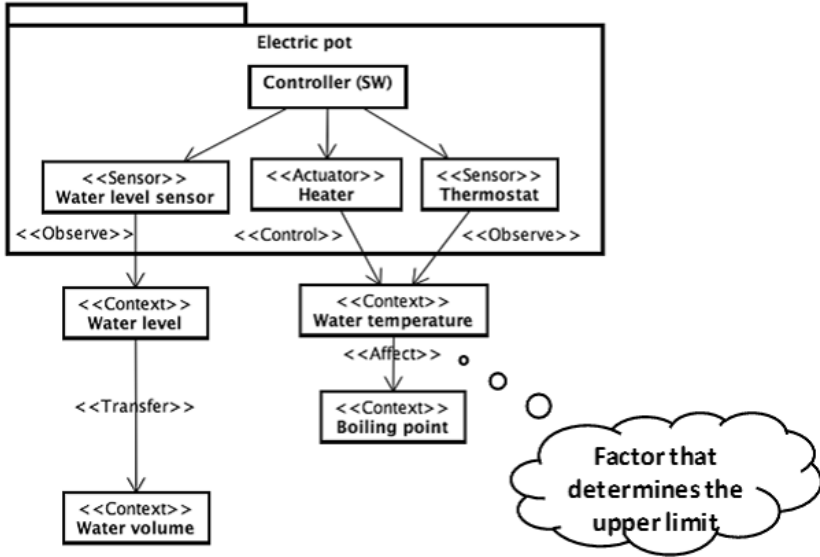 Electric pot
Controller (SW)
<<Sensor>>
Water level sensor
<<Actuator>>
Heater
<<Sensor>>
Thermostat
<<Observe>>
<<Control>>
<<Observe>>
<<Context>>
Water level
<<Context>>
Water temperature
<<Affect>>
<<Transfer>>
<<Context>>
Boiling point
<<Context>>
Water volume
Factor that
determines the
upper limit